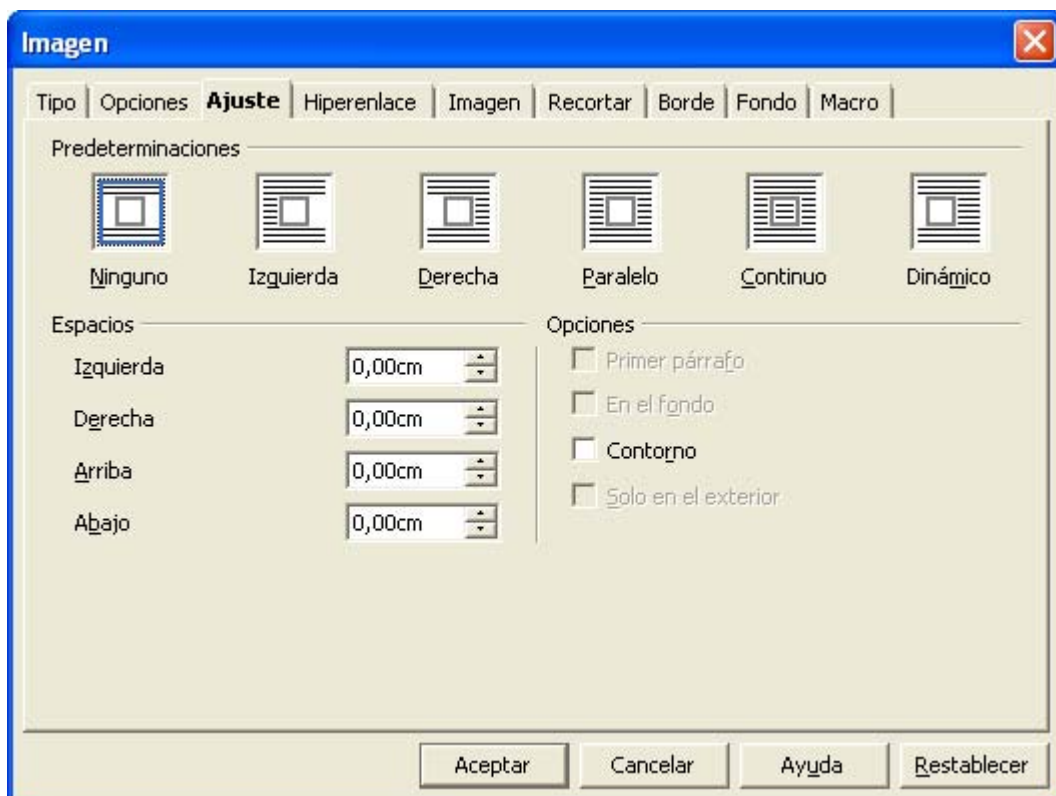 Imagen
Tipo Opciones Ajuste Hiperenlace Imagen Recortar Borde Fondo Macro
Predeterminaciones
Ninguno Izquierda Derecha Paralelo Continuo Dinámico
Espacios
Izquierda 0,00cm
Derecha 0,00cm
Arriba 0,00cm
Abajo 0,00cm
Opciones
Primer párrafo
En el fondo
Contorno
Solo en el exterior
Aceptar Cancelar Ayuda Restablecer